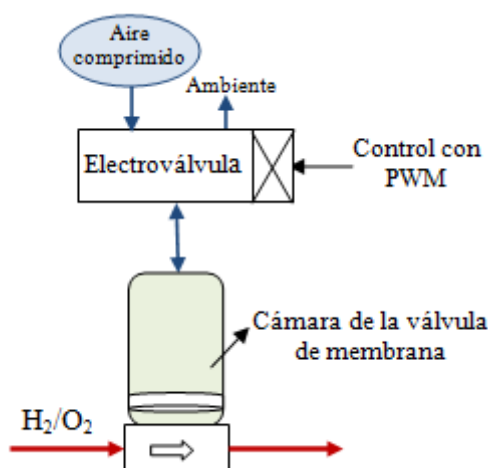 Aire
comprimido
Ambiente
Electroválvula
Control con
PWM
Cámara de la válvula
de membrana
H₂/O₂